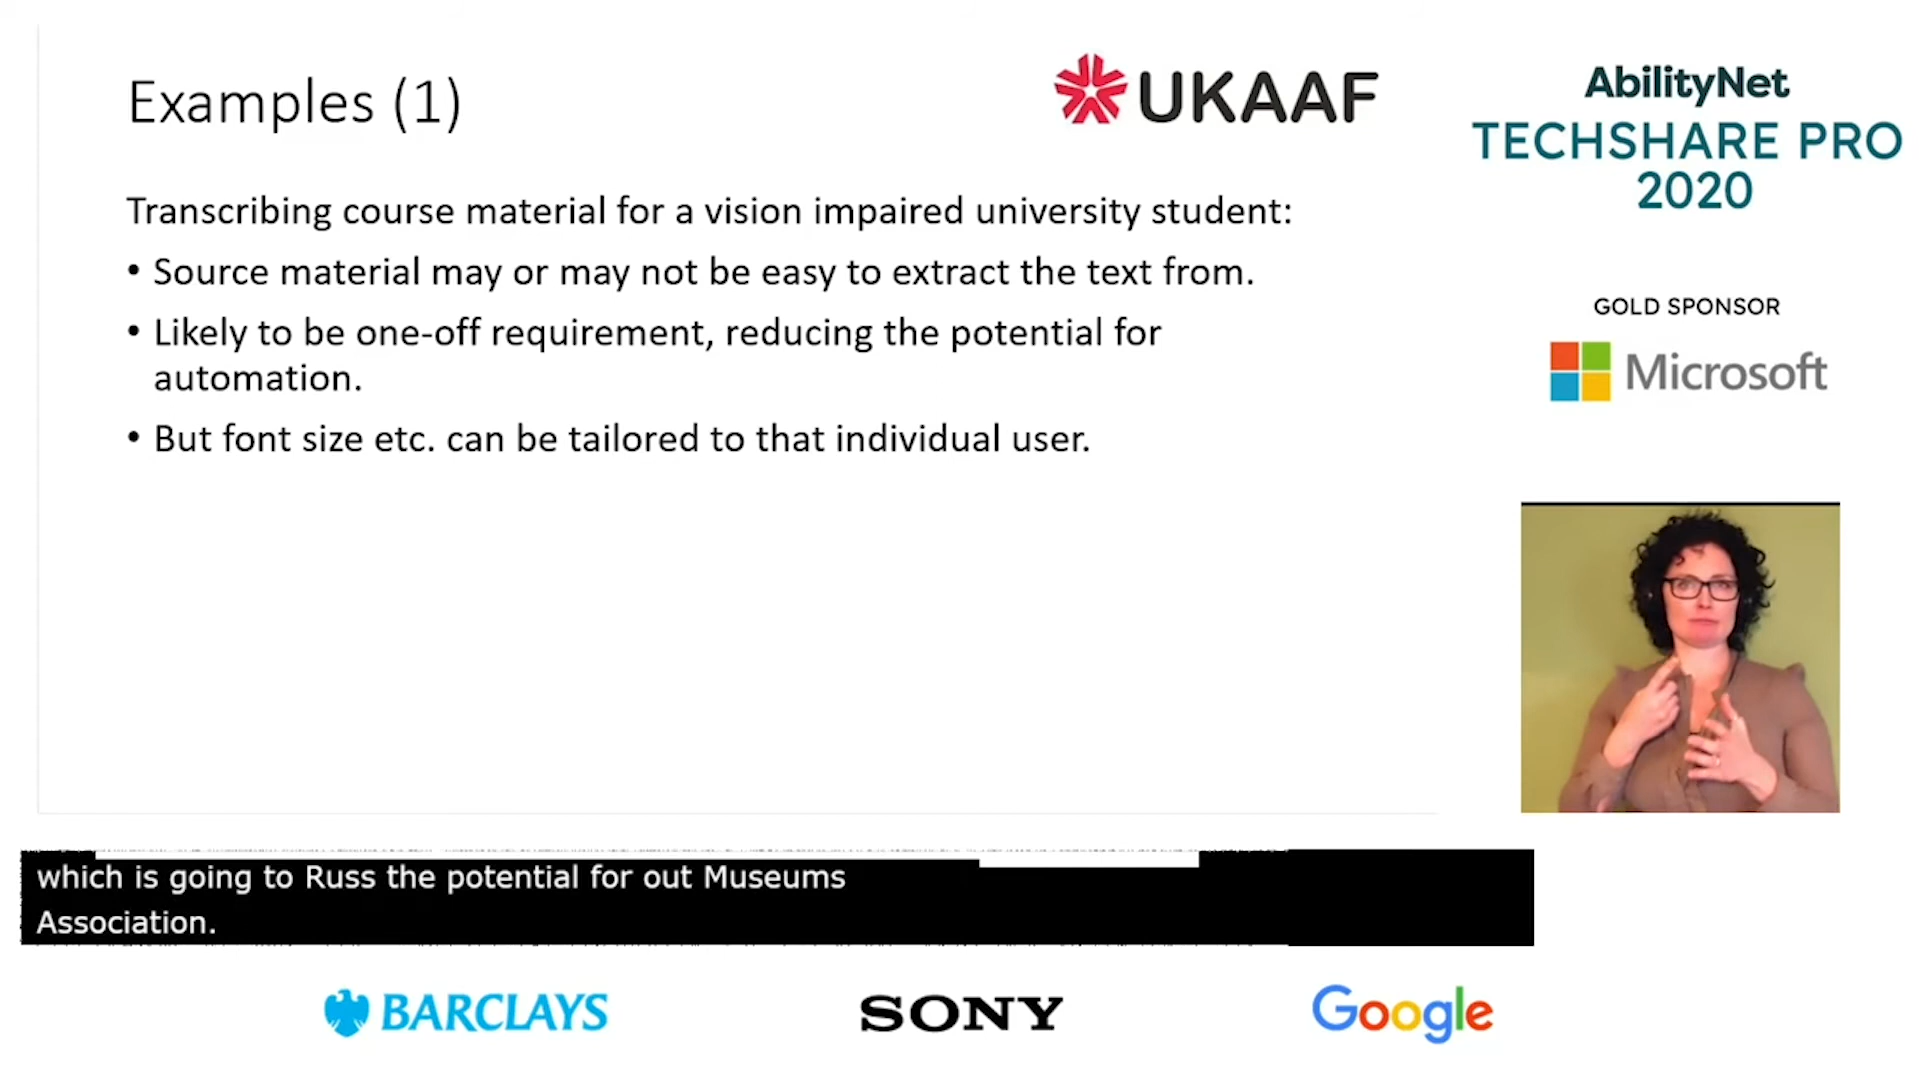 Examples (1)
UKAAF
Transcribing course material for a vision impaired university student:
• Source material may or may not be easy to extract the text from.
• Likely to be one-off requirement, reducing the potential for
automation.
• But font size etc. can be tailored to that individual user.
AbilityNet
TECHSHARE PRO
2020
GOLD SPONSOR
Microsoft
which is going to Russ the potential for out Museums
Association.
BARCLAYS
SONY
Google